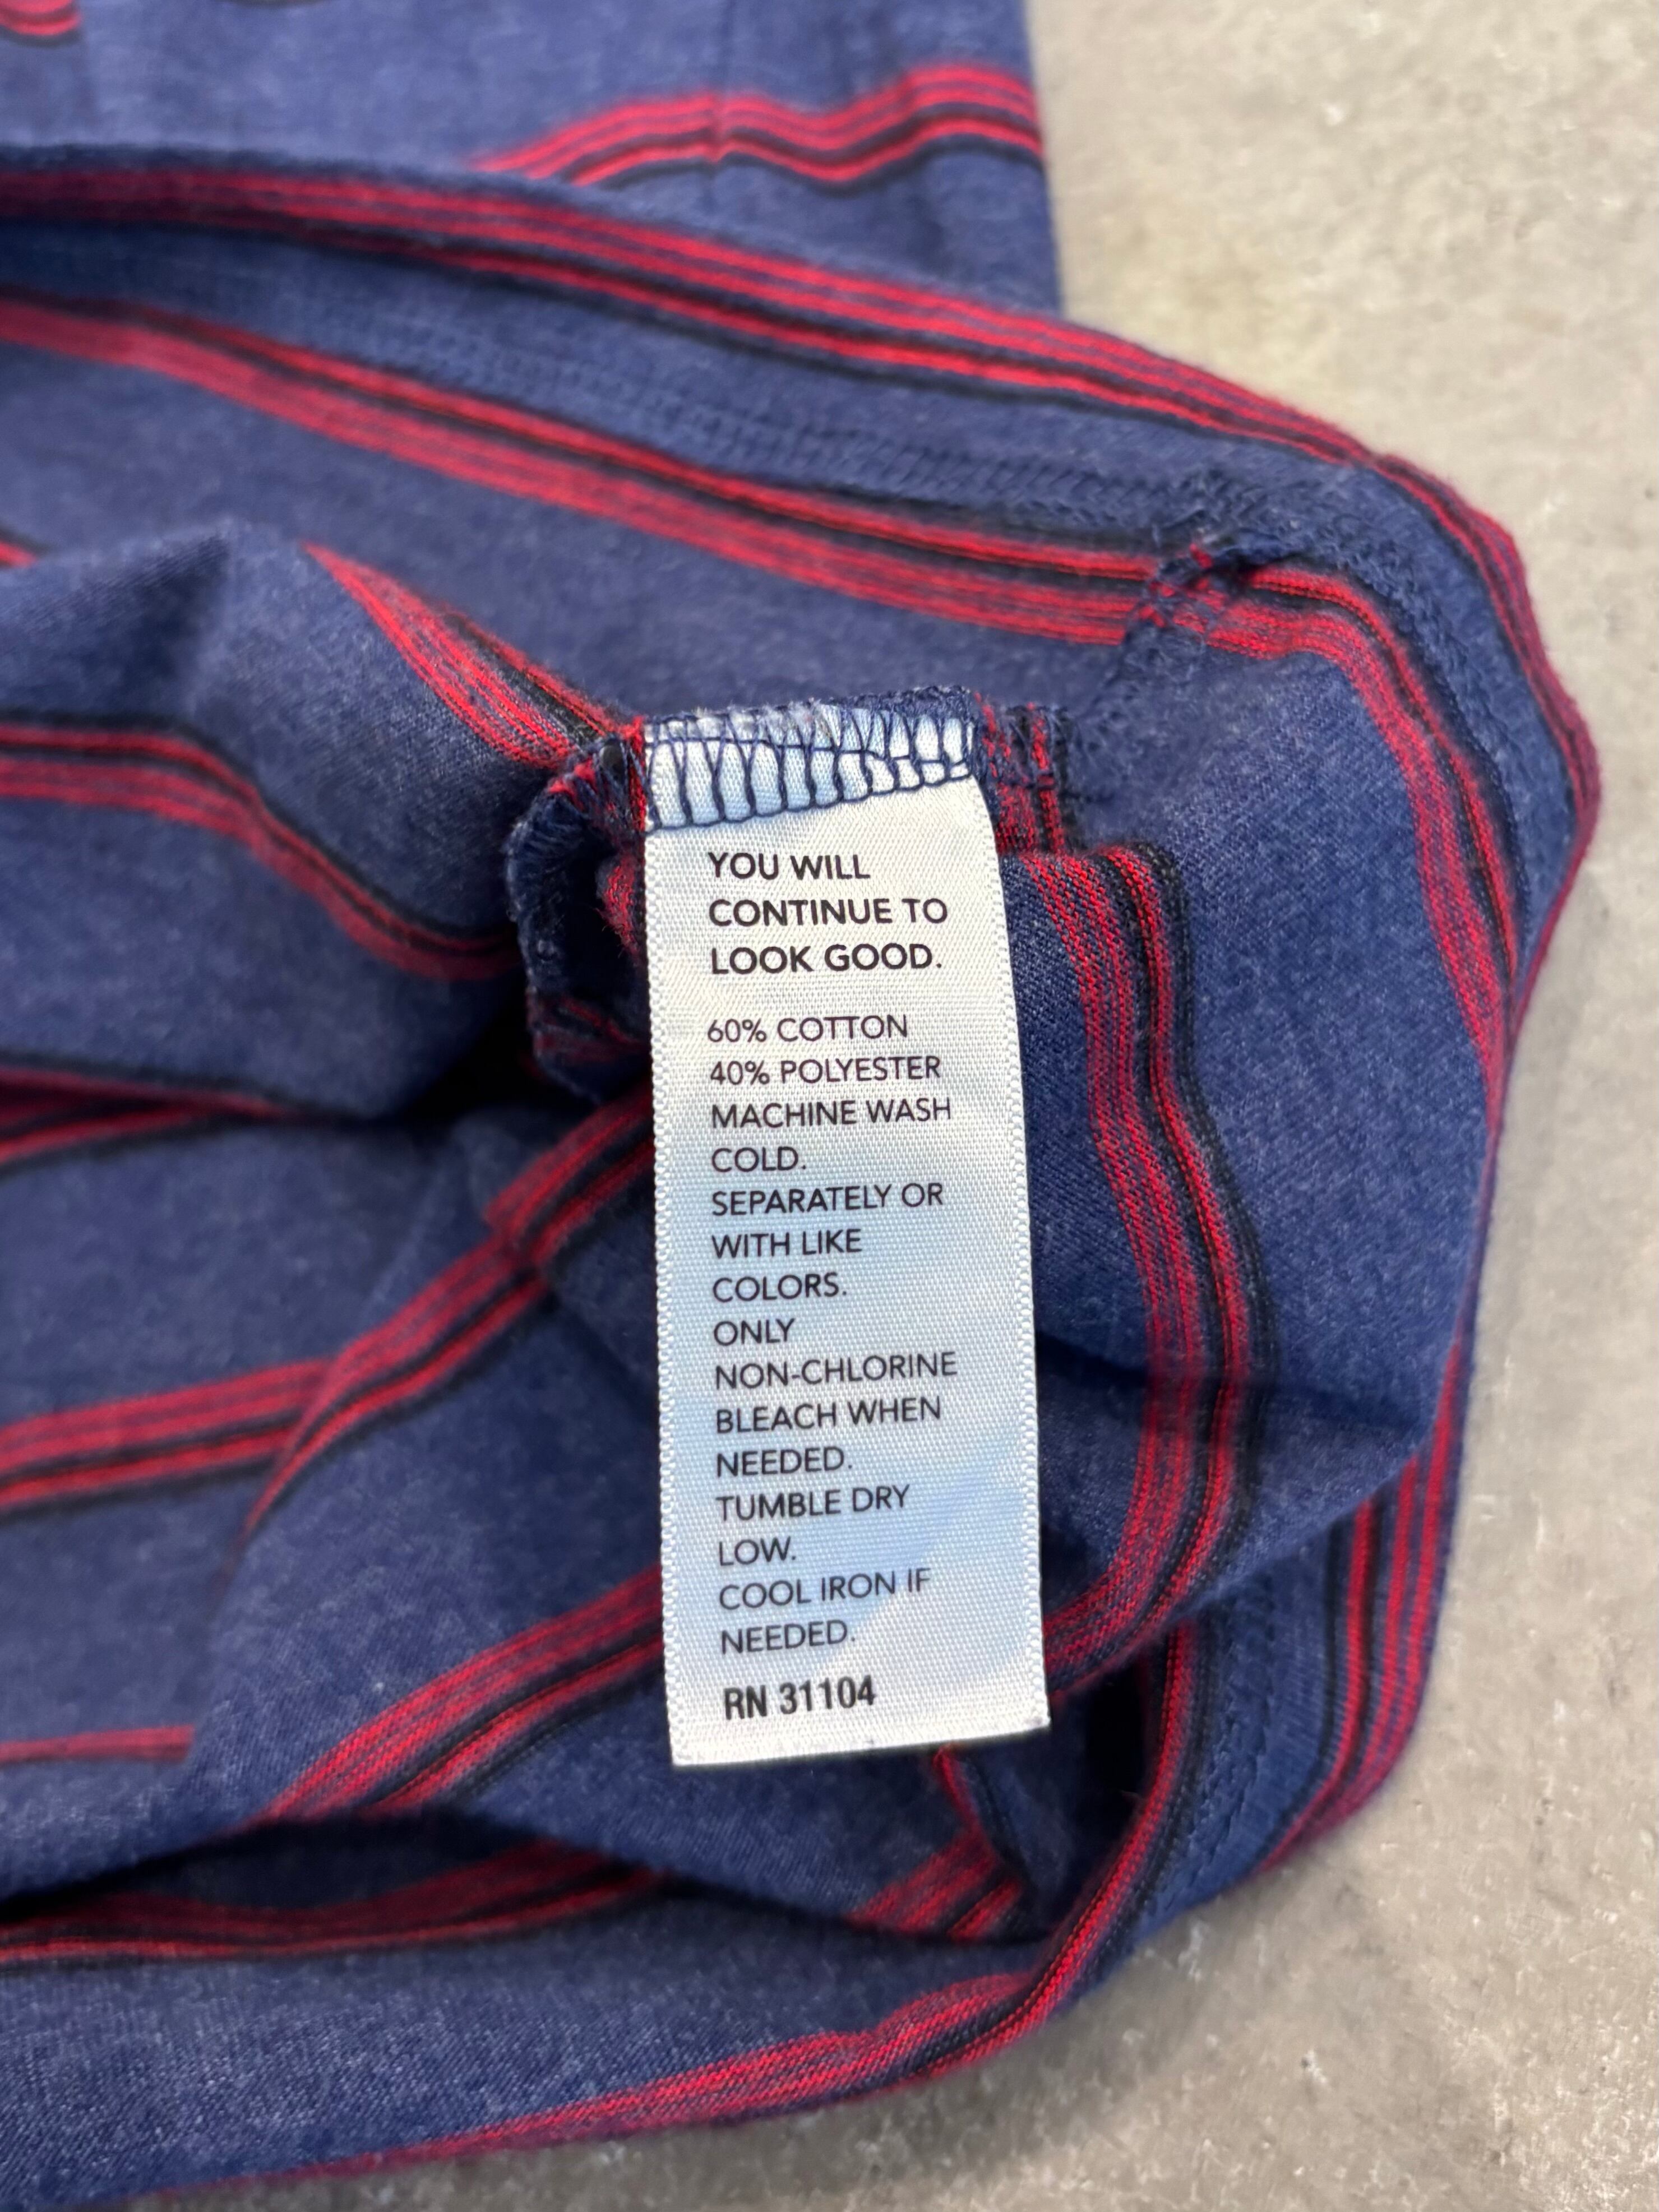 YOU WILL
CONTINUE TO
LOOK GOOD.
60% COTTON
40% POLYESTER
MACHINE WASH
COLD.
SEPARATELY OR
WITH LIKE
COLORS.
ONLY
NON-CHLORINE
BLEACH WHEN
NEEDED.
TUMBLE DRY
LOW.
COOL IRON IF
NEEDED.
RN 31104